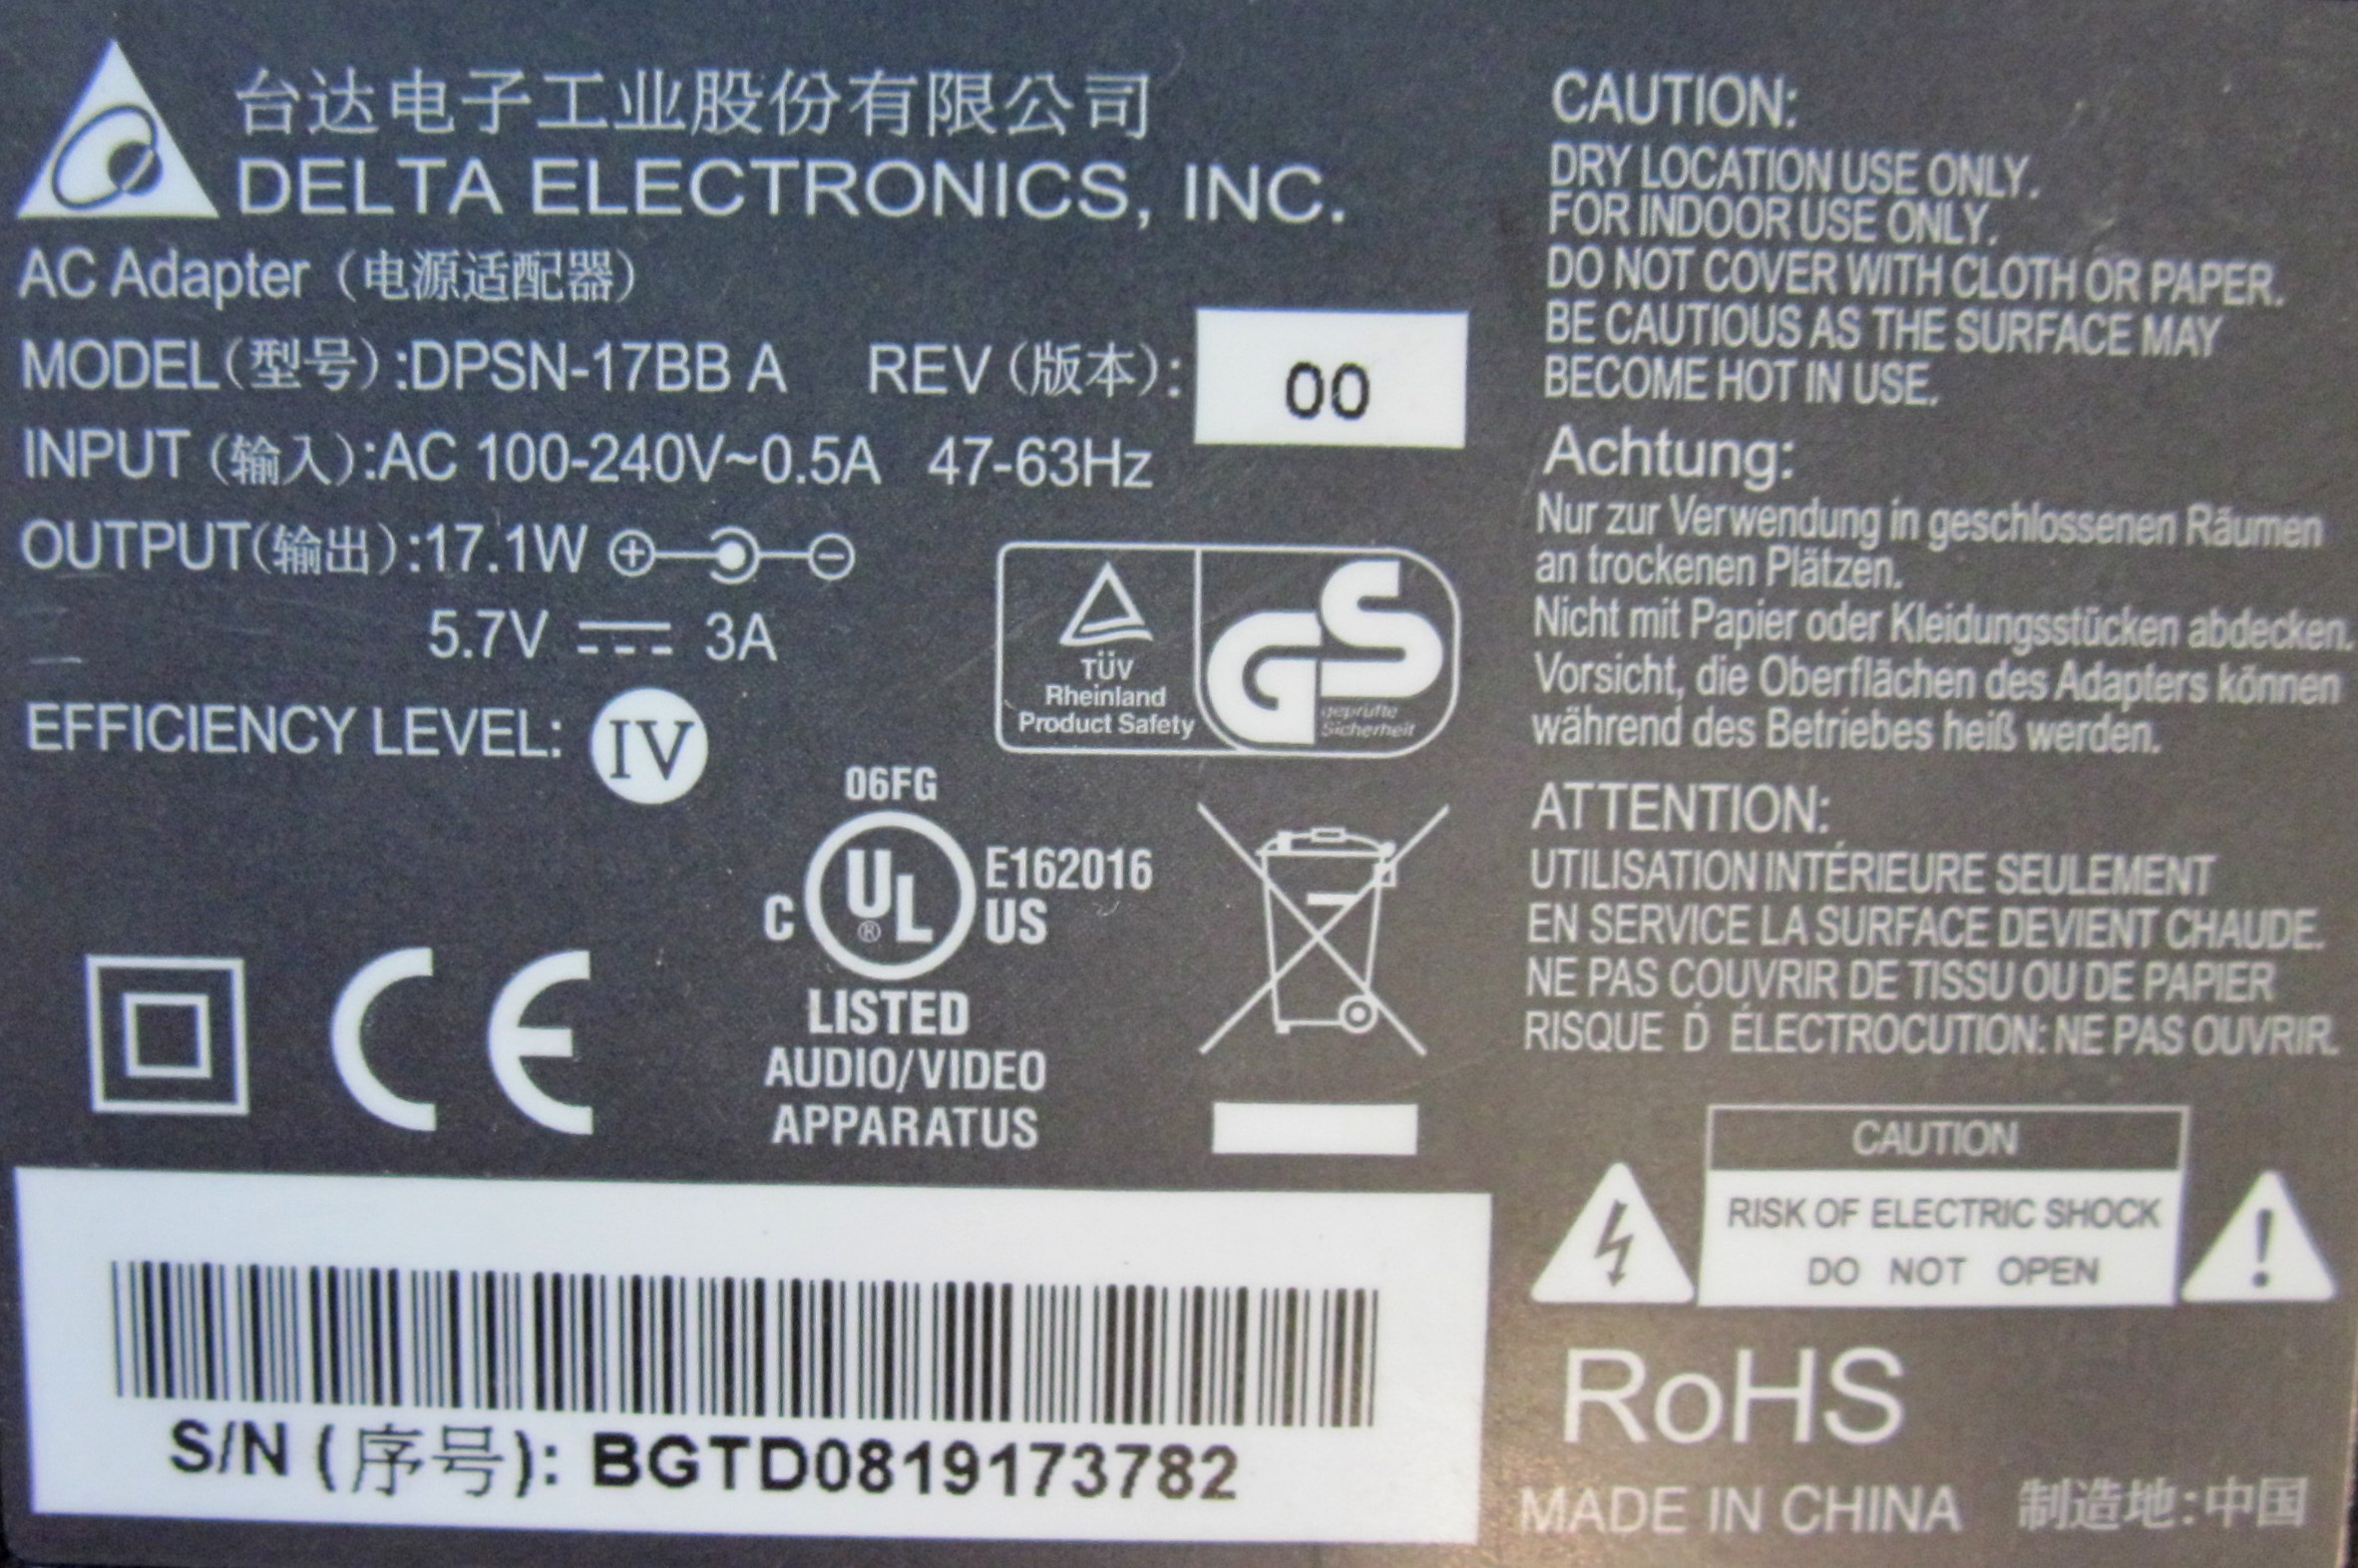 台达电子工业股份有限公司
DELTA ELECTRONICS, INC.
AC Adapter (电源适配器)
MODEL(型号):DPSN-17BB A REV (版本): 00
INPUT (输入):AC 100-240V~0.5A 47-63Hz
OUTPUT(输出):17.1W
5.7V 3A
EFFICIENCY LEVEL: IV
TÜV
Rheinland
Product Safety
GS
geprüfte
Sicherheit
06FG
C UL® US
E162016
LISTED
AUDIO/VIDEO
APPARATUS
CE
S/N (序号): BGTD0819173782
CAUTION:
DRY LOCATION USE ONLY.
FOR INDOOR USE ONLY.
DO NOT COVER WITH CLOTH OR PAPER.
BE CAUTIOUS AS THE SURFACE MAY
BECOME HOT IN USE.
Achtung:
Nur zur Verwendung in geschlossenen Räumen
an trockenen Plätzen.
Nicht mit Papier oder Kleidungsstücken abdecken.
Vorsicht, die Oberflächen des Adapters können
während des Betriebes heiß werden.
ATTENTION:
UTILISATION INTÉRIEURE SEULEMENT
EN SERVICE LA SURFACE DEVIENT CHAUDE.
NE PAS COUVRIR DE TISSU OU DE PAPIER
RISQUE D´ ÉLECTROCUTION: NE PAS OUVRIR.
CAUTION
RISK OF ELECTRIC SHOCK
DO NOT OPEN
RoHS
MADE IN CHINA 制造地:中国